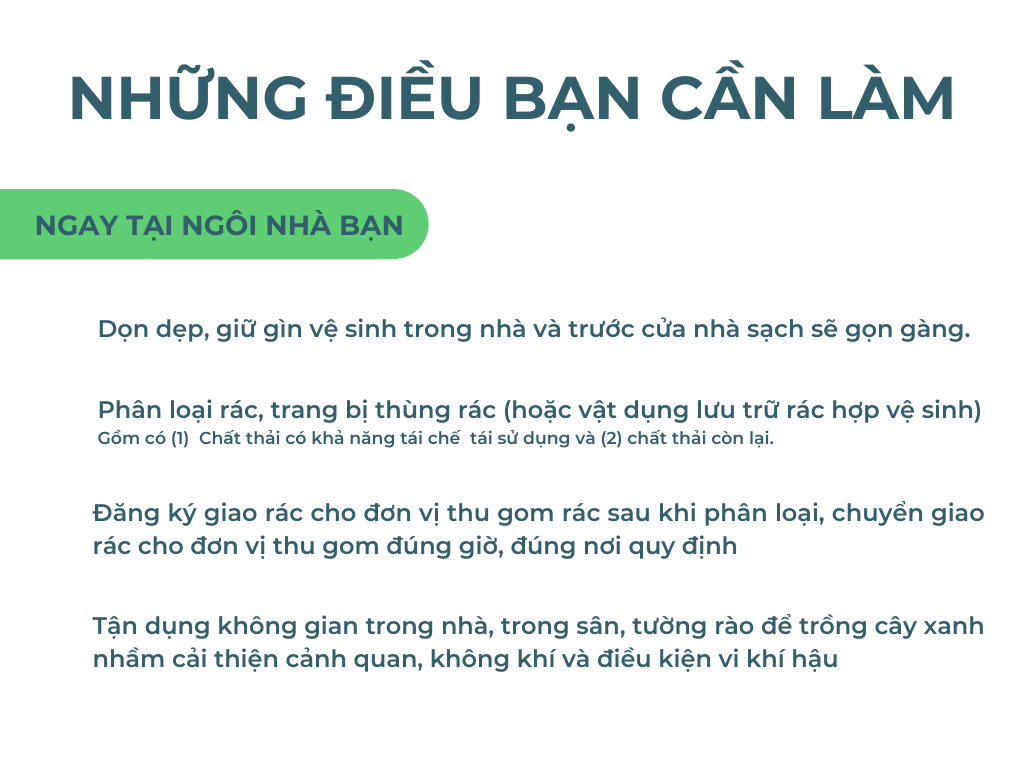 NHỮNG ĐIỀU BẠN CẦN LÀM
NGAY TẠI NGÔI NHÀ BẠN
Dọn dẹp, giữ gìn vệ sinh trong nhà và trước cửa nhà sạch sẽ gọn gàng.
Phân loại rác, trang bị thùng rác (hoặc vật dụng lưu trữ rác hợp vệ sinh)
Gồm có (1)  Chất thải có khả năng tái chế  tái sử dụng và (2) chất thải còn lại.
Đăng ký giao rác cho đơn vị thu gom rác sau khi phân loại, chuyển giao
rác cho đơn vị thu gom đúng giờ, đúng nơi quy định
Tận dụng không gian trong nhà, trong sân, tường rào để trồng cây xanh
nhầm cải thiện cảnh quan, không khí và điều kiện vi khí hậu